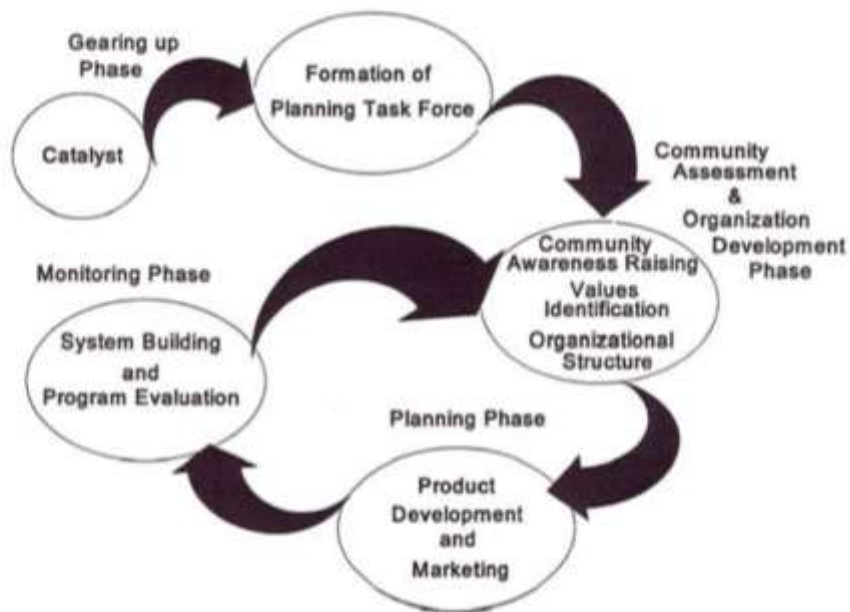 Gearing up
Phase
Catalyst
Formation of
Planning Task Force
Community
Assessment
&
Organization
Development
Phase
Community
Awareness Raising
Values
Identification
Organizational
Structure
Monitoring Phase
System Building
and
Program Evaluation
Planning Phase
Product
Development
and
Marketing